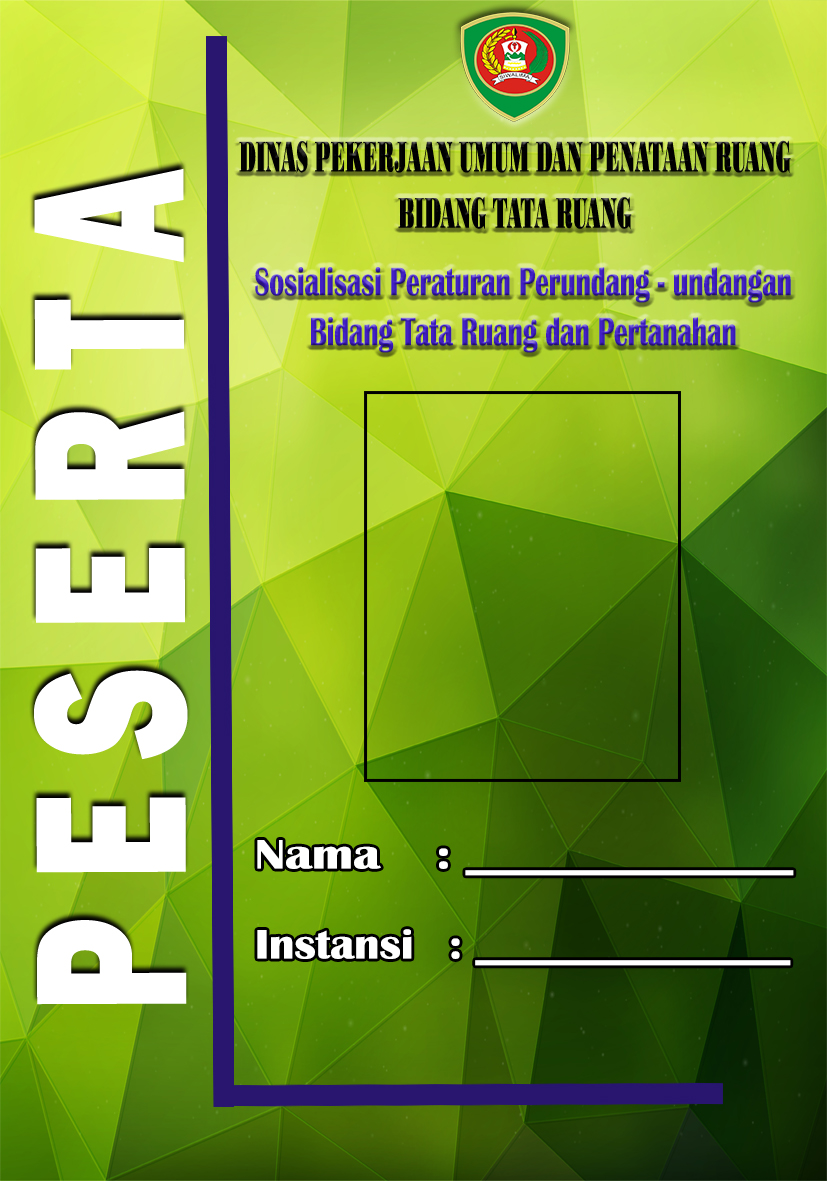 SIWALIMA
DINAS PEKERJAAN UMUM DAN PENATAAN RUANG
BIDANG TATA RUANG
Sosialisasi Peraturan Perundang - undangan
Bidang Tata Ruang dan Pertanahan
PESERTA
Nama :
Instansi :